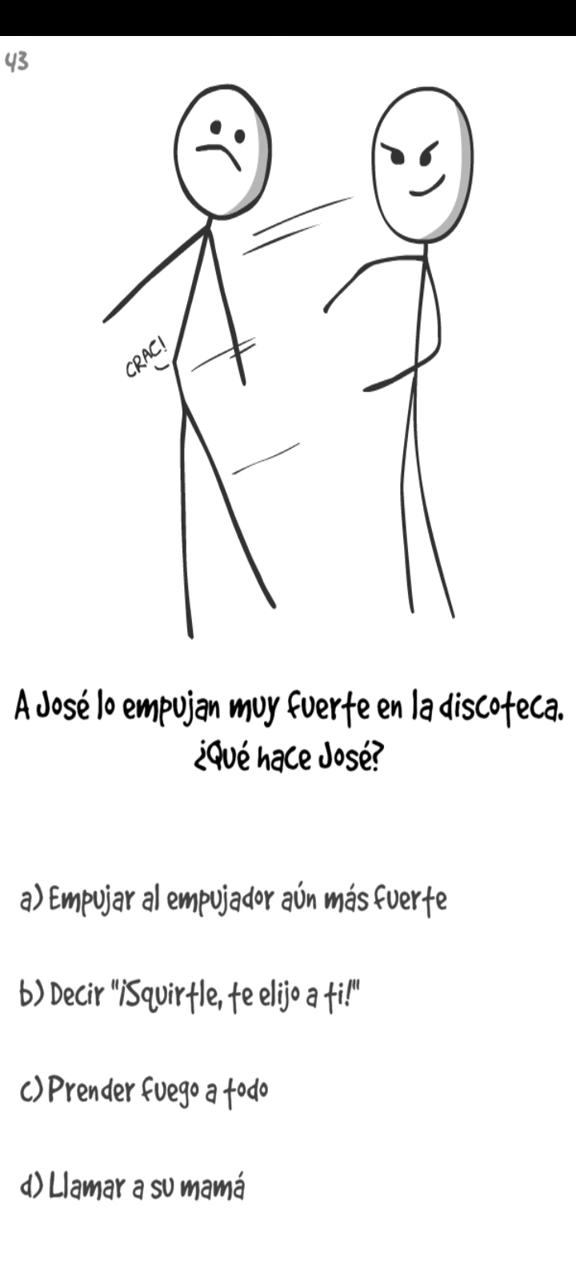 43
CRAC!
A José lo empujan muy fuerte en la discoteca.
¿Qué hace José?
a) Empujar al empujador aún más fuerte
b) Decir "¡Squirtle, te elijo a ti!"
c) Prender fuego a todo
d) Llamar a su mamá